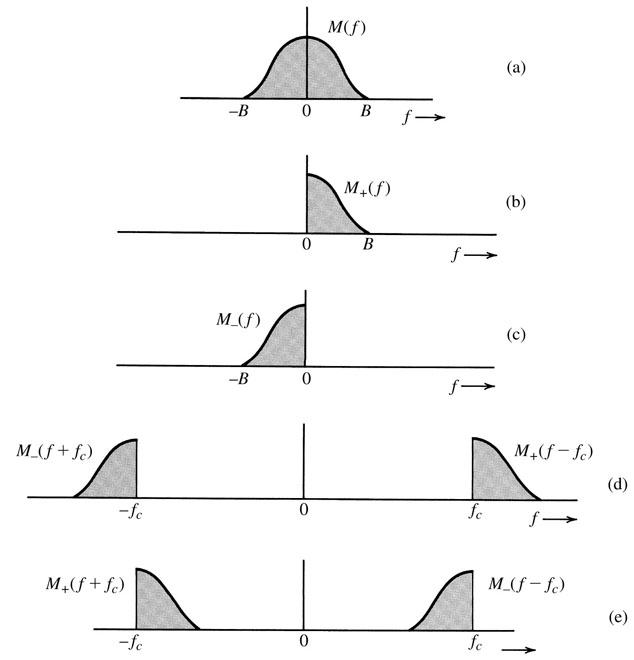 M(f)
(a)
–B 0 B f
M₊(f)
(b)
0 B f
M₋(f)
(c)
–B 0 f
M₋(f + f_c) M₊(f – f_c)
(d)
–f_c 0 f_c f
M₊(f + f_c) M₋(f – f_c)
(e)
–f_c 0 f_c